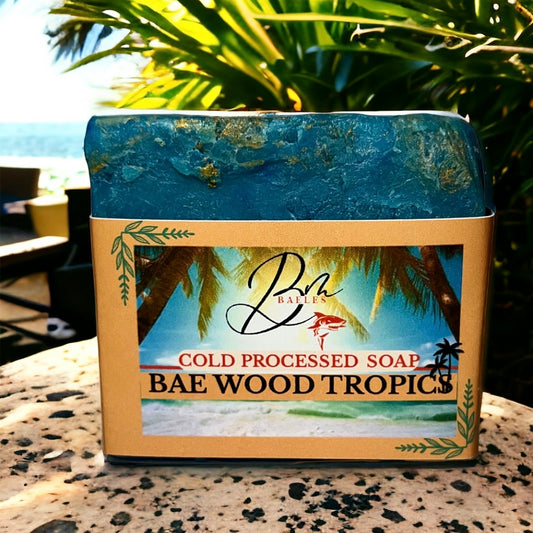 BAELES
COLD PROCESSED SOAP
BAE WOOD TROPICS